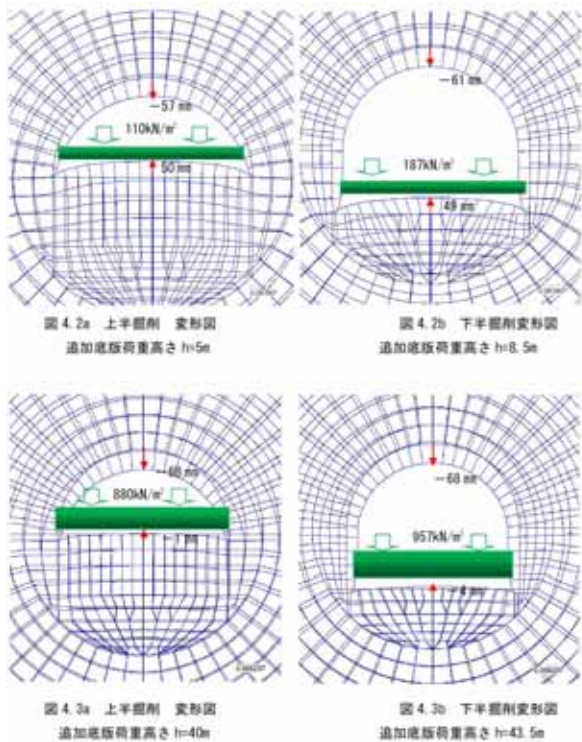 −57 mm
110kN/㎡
50 mm
図 4.2a 上半掘削 変形図
追加底版荷重高さ h=5m
−61 mm
187kN/㎡
49 mm
図 4.2b 下半掘削変形図
追加底版荷重高さ h=8.5m
−68 mm
880kN/㎡
図 4.3a 上半掘削 変形図
追加底版荷重高さ h=40m
−68 mm
957kN/㎡
図 4.3b 下半掘削変形図
追加底版荷重高さ h=43.5m